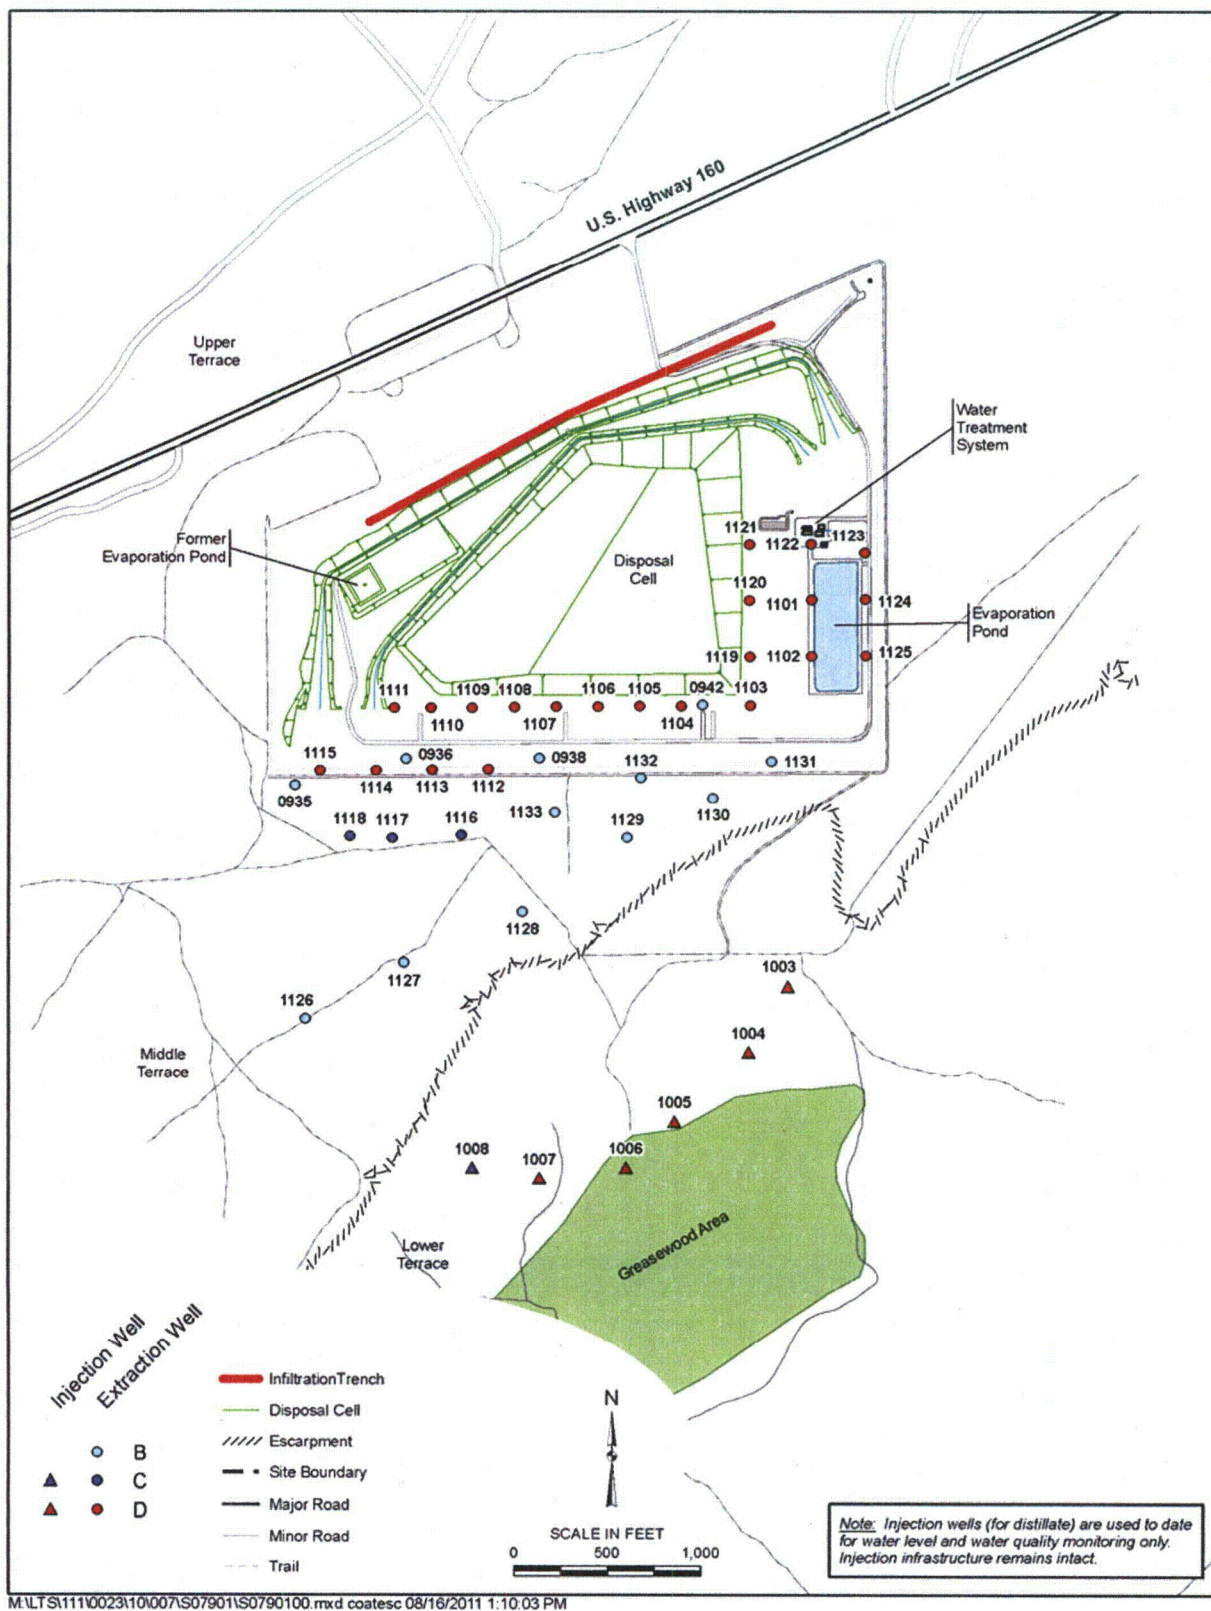 U.S. Highway 160
Upper
Terrace
Water
Treatment
System
Former
Evaporation Pond
Disposal
Cell
1121
1122
1123
1120
1101
1124
Evaporation
Pond
1119
1102
1125
1111
1109
1108
1106
1105
0942
1103
1110
1107
1104
1115
0936
0938
1132
1131
1114
1113
1112
0935
1133
1130
1118
1117
1116
1129
1128
1127
1126
1003
Middle
Terrace
1004
1005
1008
1007
1006
Greasewood Area
Lower
Terrace
Injection Well
Extraction Well
B
C
D
InfiltrationTrench
Disposal Cell
Escarpment
Site Boundary
Major Road
Minor Road
Trail
N
SCALE IN FEET
0 500 1,000
Note: Injection wells (for distillate) are used to date
for water level and water quality monitoring only.
Injection infrastructure remains intact.
M:\LTS\111\0023\10\007\S07901\S0790100.mxd coatesc 08/16/2011 1:10:03 PM